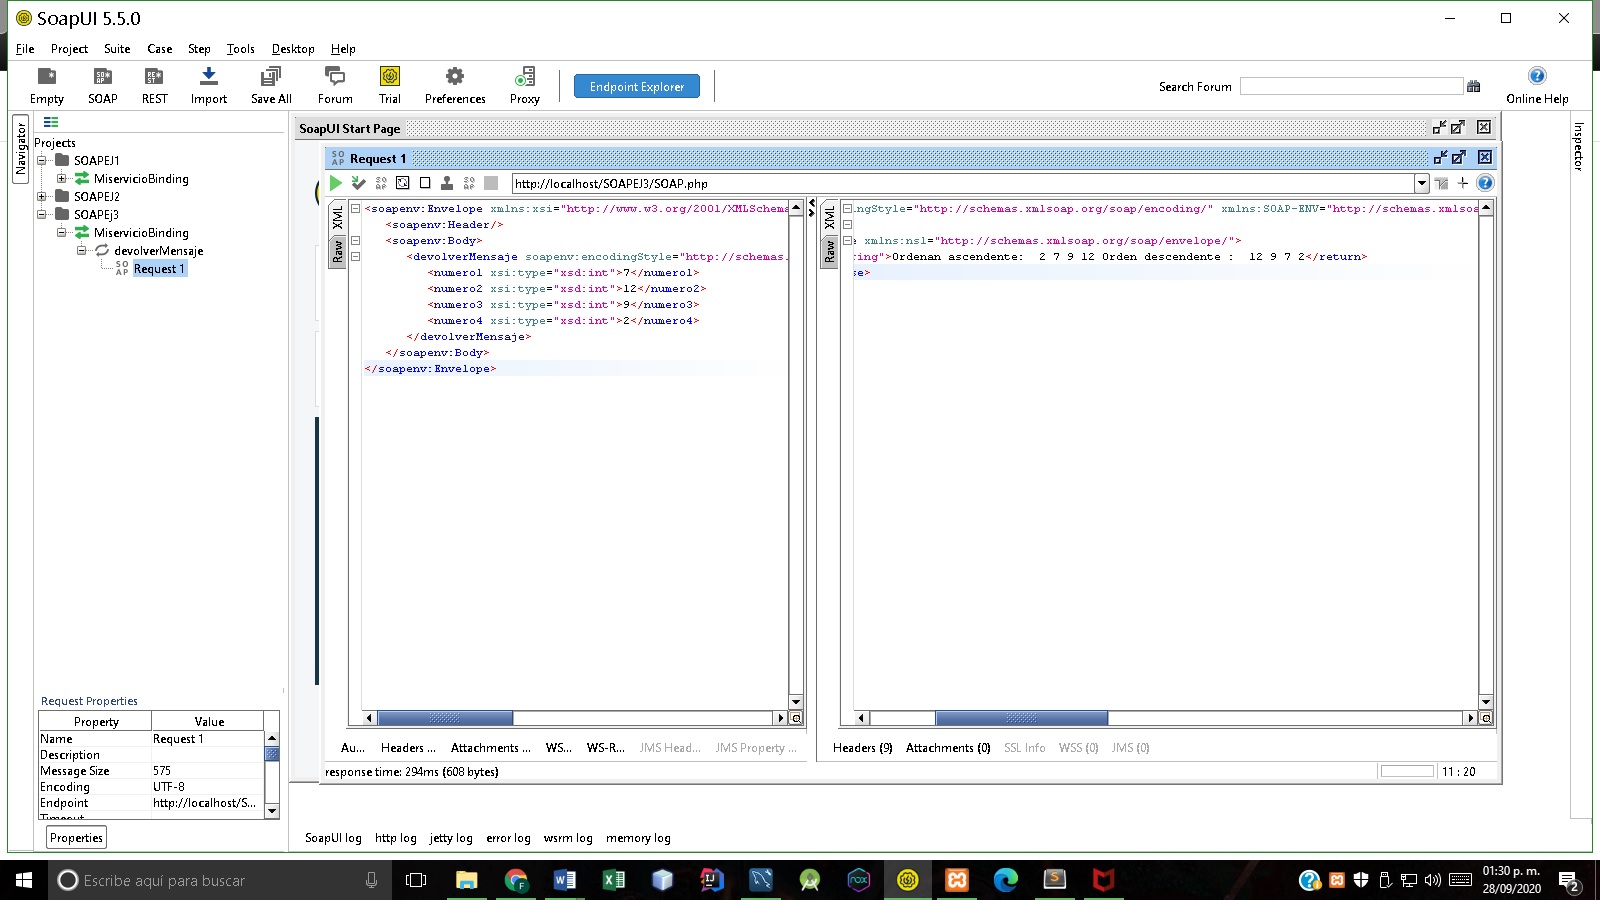 SoapUI 5.5.0
File Project Suite Case Step Tools Desktop Help
Empty SOAP REST Import Save All Forum Trial Preferences Proxy Endpoint Explorer Search Forum Online Help
Navigator
Projects
SOAPEJ1
MiservicioBinding
SOAPEJ2
SOAPEj3
MiservicioBinding
devolverMensaje
Request 1
SoapUI Start Page
Request 1
http://localhost/SOAPEJ3/SOAP.php
XML
Raw
<soapenv:Envelope xmlns:xsi="http://www.w3.org/2001/XMLSchema
<soapenv:Header/>
<soapenv:Body>
<devolverMensaje soapenv:encodingStyle="http://schemas.
<numero1 xsi:type="xsd:int">7</numero1>
<numero2 xsi:type="xsd:int">12</numero2>
<numero3 xsi:type="xsd:int">9</numero3>
<numero4 xsi:type="xsd:int">2</numero4>
</devolverMensaje>
</soapenv:Body>
</soapenv:Envelope>
XML
Raw
ingStyle="http://schemas.xmlsoap.org/soap/encoding/" xmlns:SOAP-ENV="http://schemas.xmlsoa
e xmlns:ns1="http://schemas.xmlsoap.org/soap/envelope/">
ring">Ordenan ascendente:  2 7 9 12 Orden descendente :  12 9 7 2</return>
se>
Inspector
Au... Headers ... Attachments ... WS... WS-R... JMS Head... JMS Property ...
Headers (9) Attachments (0) SSL Info WSS (0) JMS (0)
response time: 294ms (608 bytes)
11 : 20
Request Properties
Property Value
Name Request 1
Description
Message Size 575
Encoding UTF-8
Endpoint http://localhost/S...
Timeout
Properties
SoapUI log http log jetty log error log wsrm log memory log
Escribe aquí para buscar
01:30 p. m.
28/09/2020
2